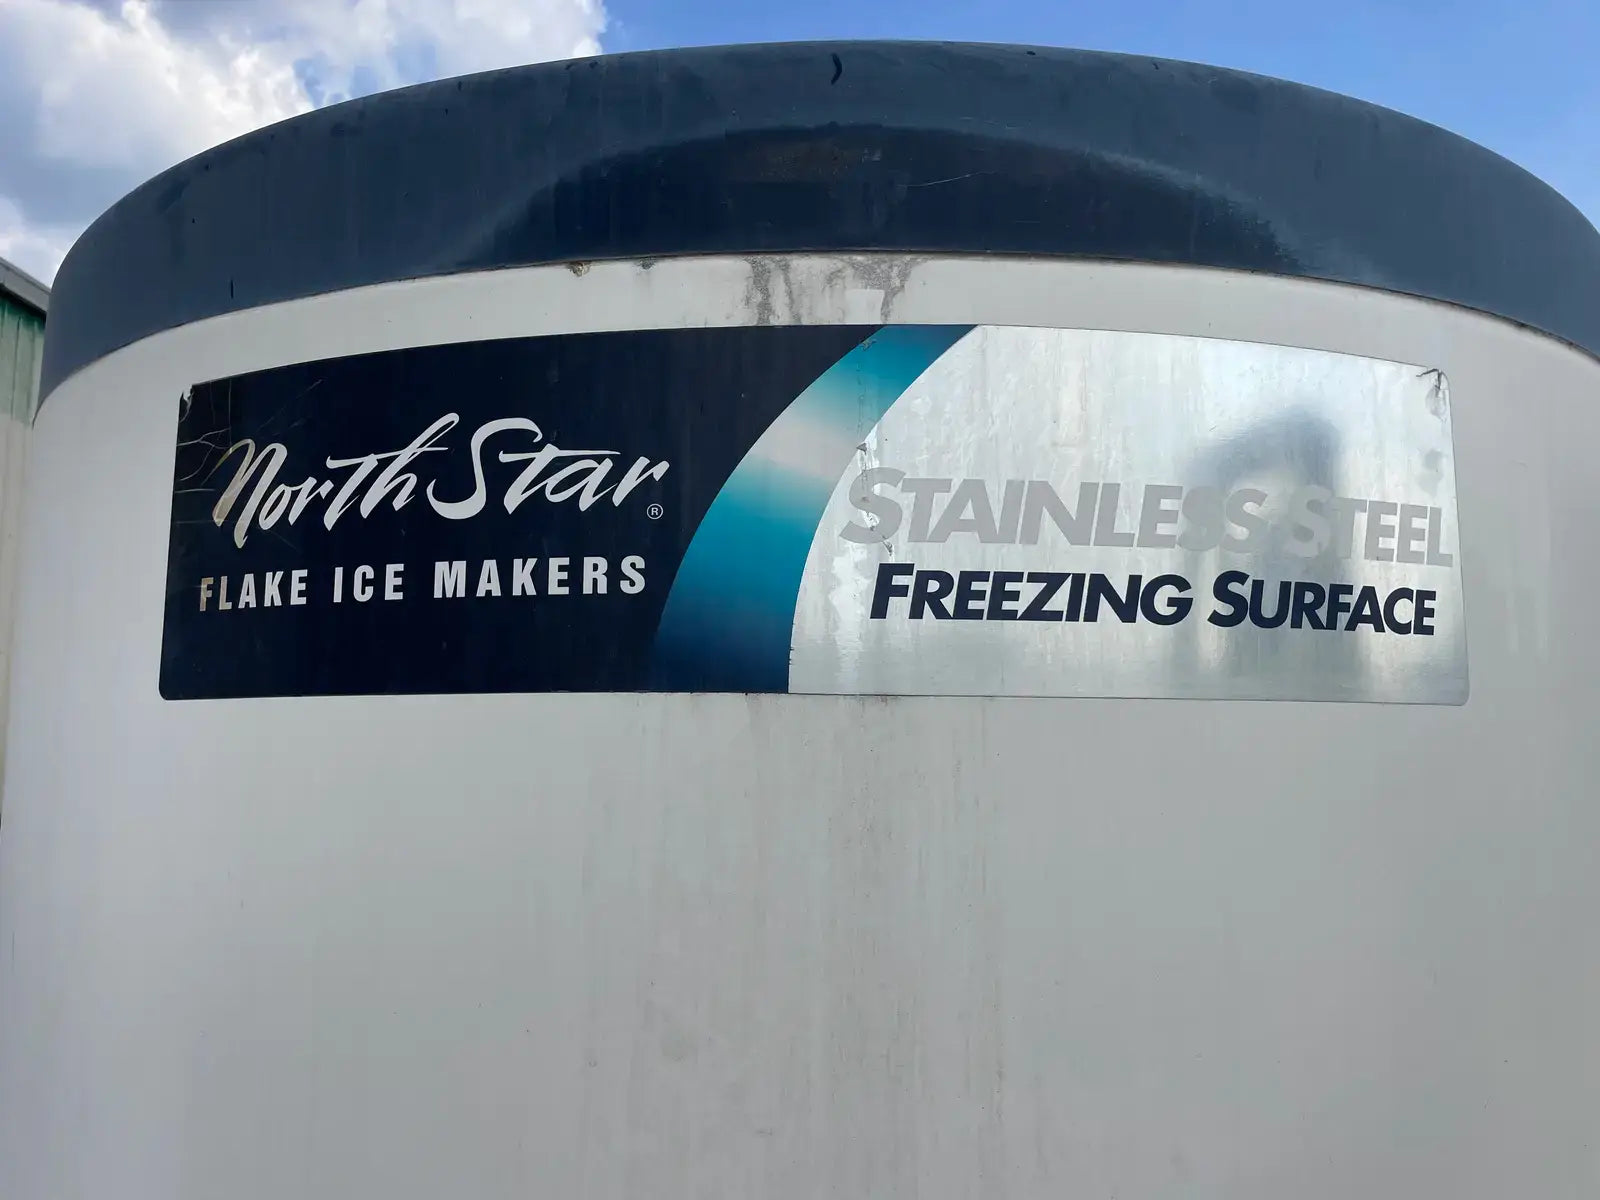 North Star ®
FLAKE ICE MAKERS
STAINLESS STEEL
FREEZING SURFACE